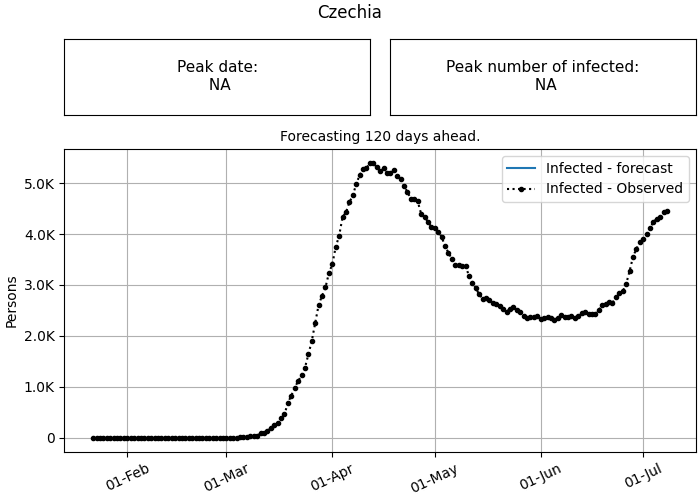 Czechia
Peak date:
NA
Peak number of infected:
NA
Forecasting 120 days ahead.
Infected - forecast
Infected - Observed
Persons
5.0K
4.0K
3.0K
2.0K
1.0K
0
01-Feb
01-Mar
01-Apr
01-May
01-Jun
01-Jul